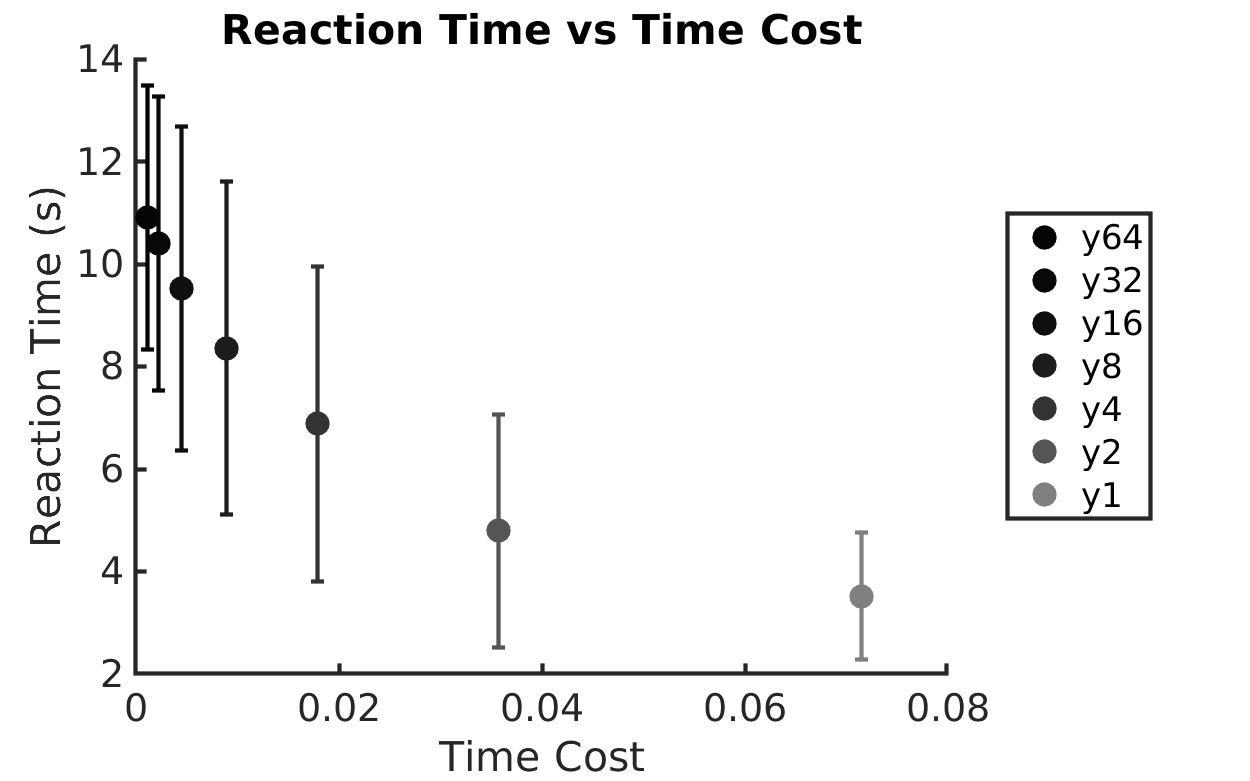 Reaction Time vs Time Cost
14
12
10
8
6
4
2
Reaction Time (s)
0 0.02 0.04 0.06 0.08
Time Cost
y64
y32
y16
y8
y4
y2
y1